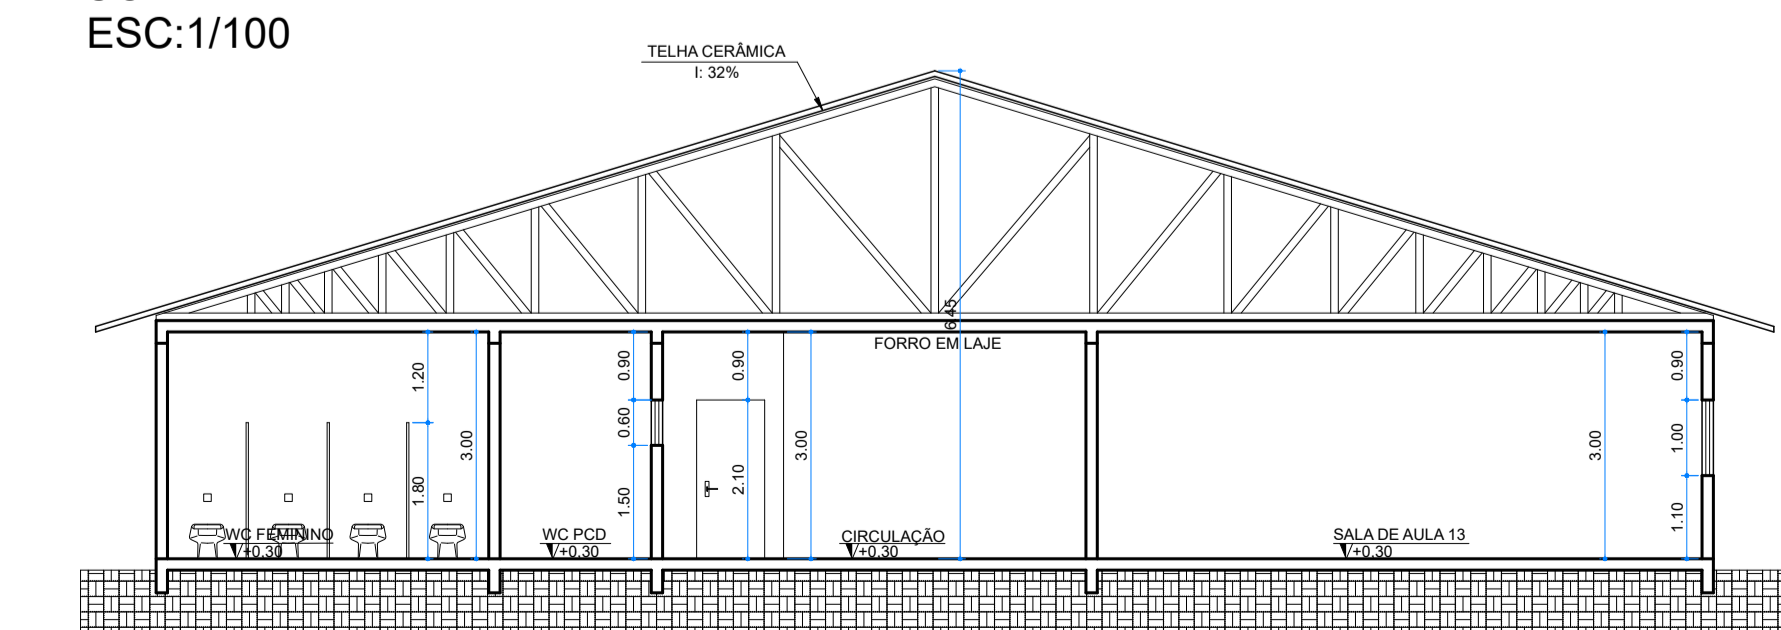 ESC:1/100
TELHA CERÂMICA
I: 32%
6.45
FORRO EM LAJE
1.20
0.90
0.90
0.90
0.60
3.00
3.00
3.00
1.00
1.80
1.50
2.10
1.10
WC FEMININO
+0,30
WC PCD
+0,30
CIRCULAÇÃO
+0,30
SALA DE AULA 13
+0,30